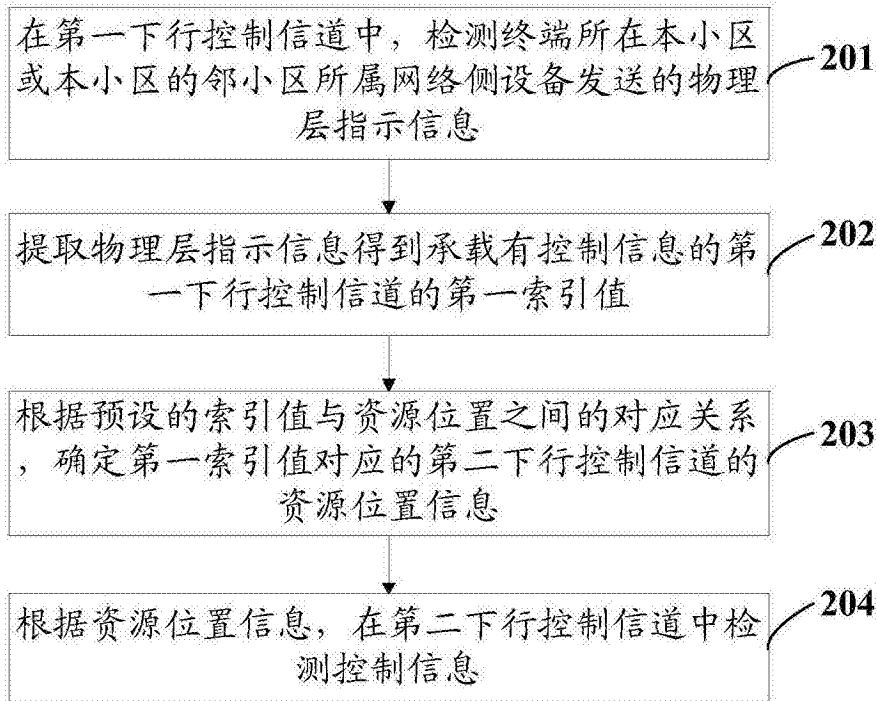 在第一下行控制信道中，检测终端所在本小区
或本小区的邻小区所属网络侧设备发送的物理
层指示信息
201
提取物理层指示信息得到承载有控制信息的第
一下行控制信道的第一索引值
202
根据预设的索引值与资源位置之间的对应关系
，确定第一索引值对应的第二下行控制信道的
资源位置信息
203
根据资源位置信息，在第二下行控制信道中检
测控制信息
204